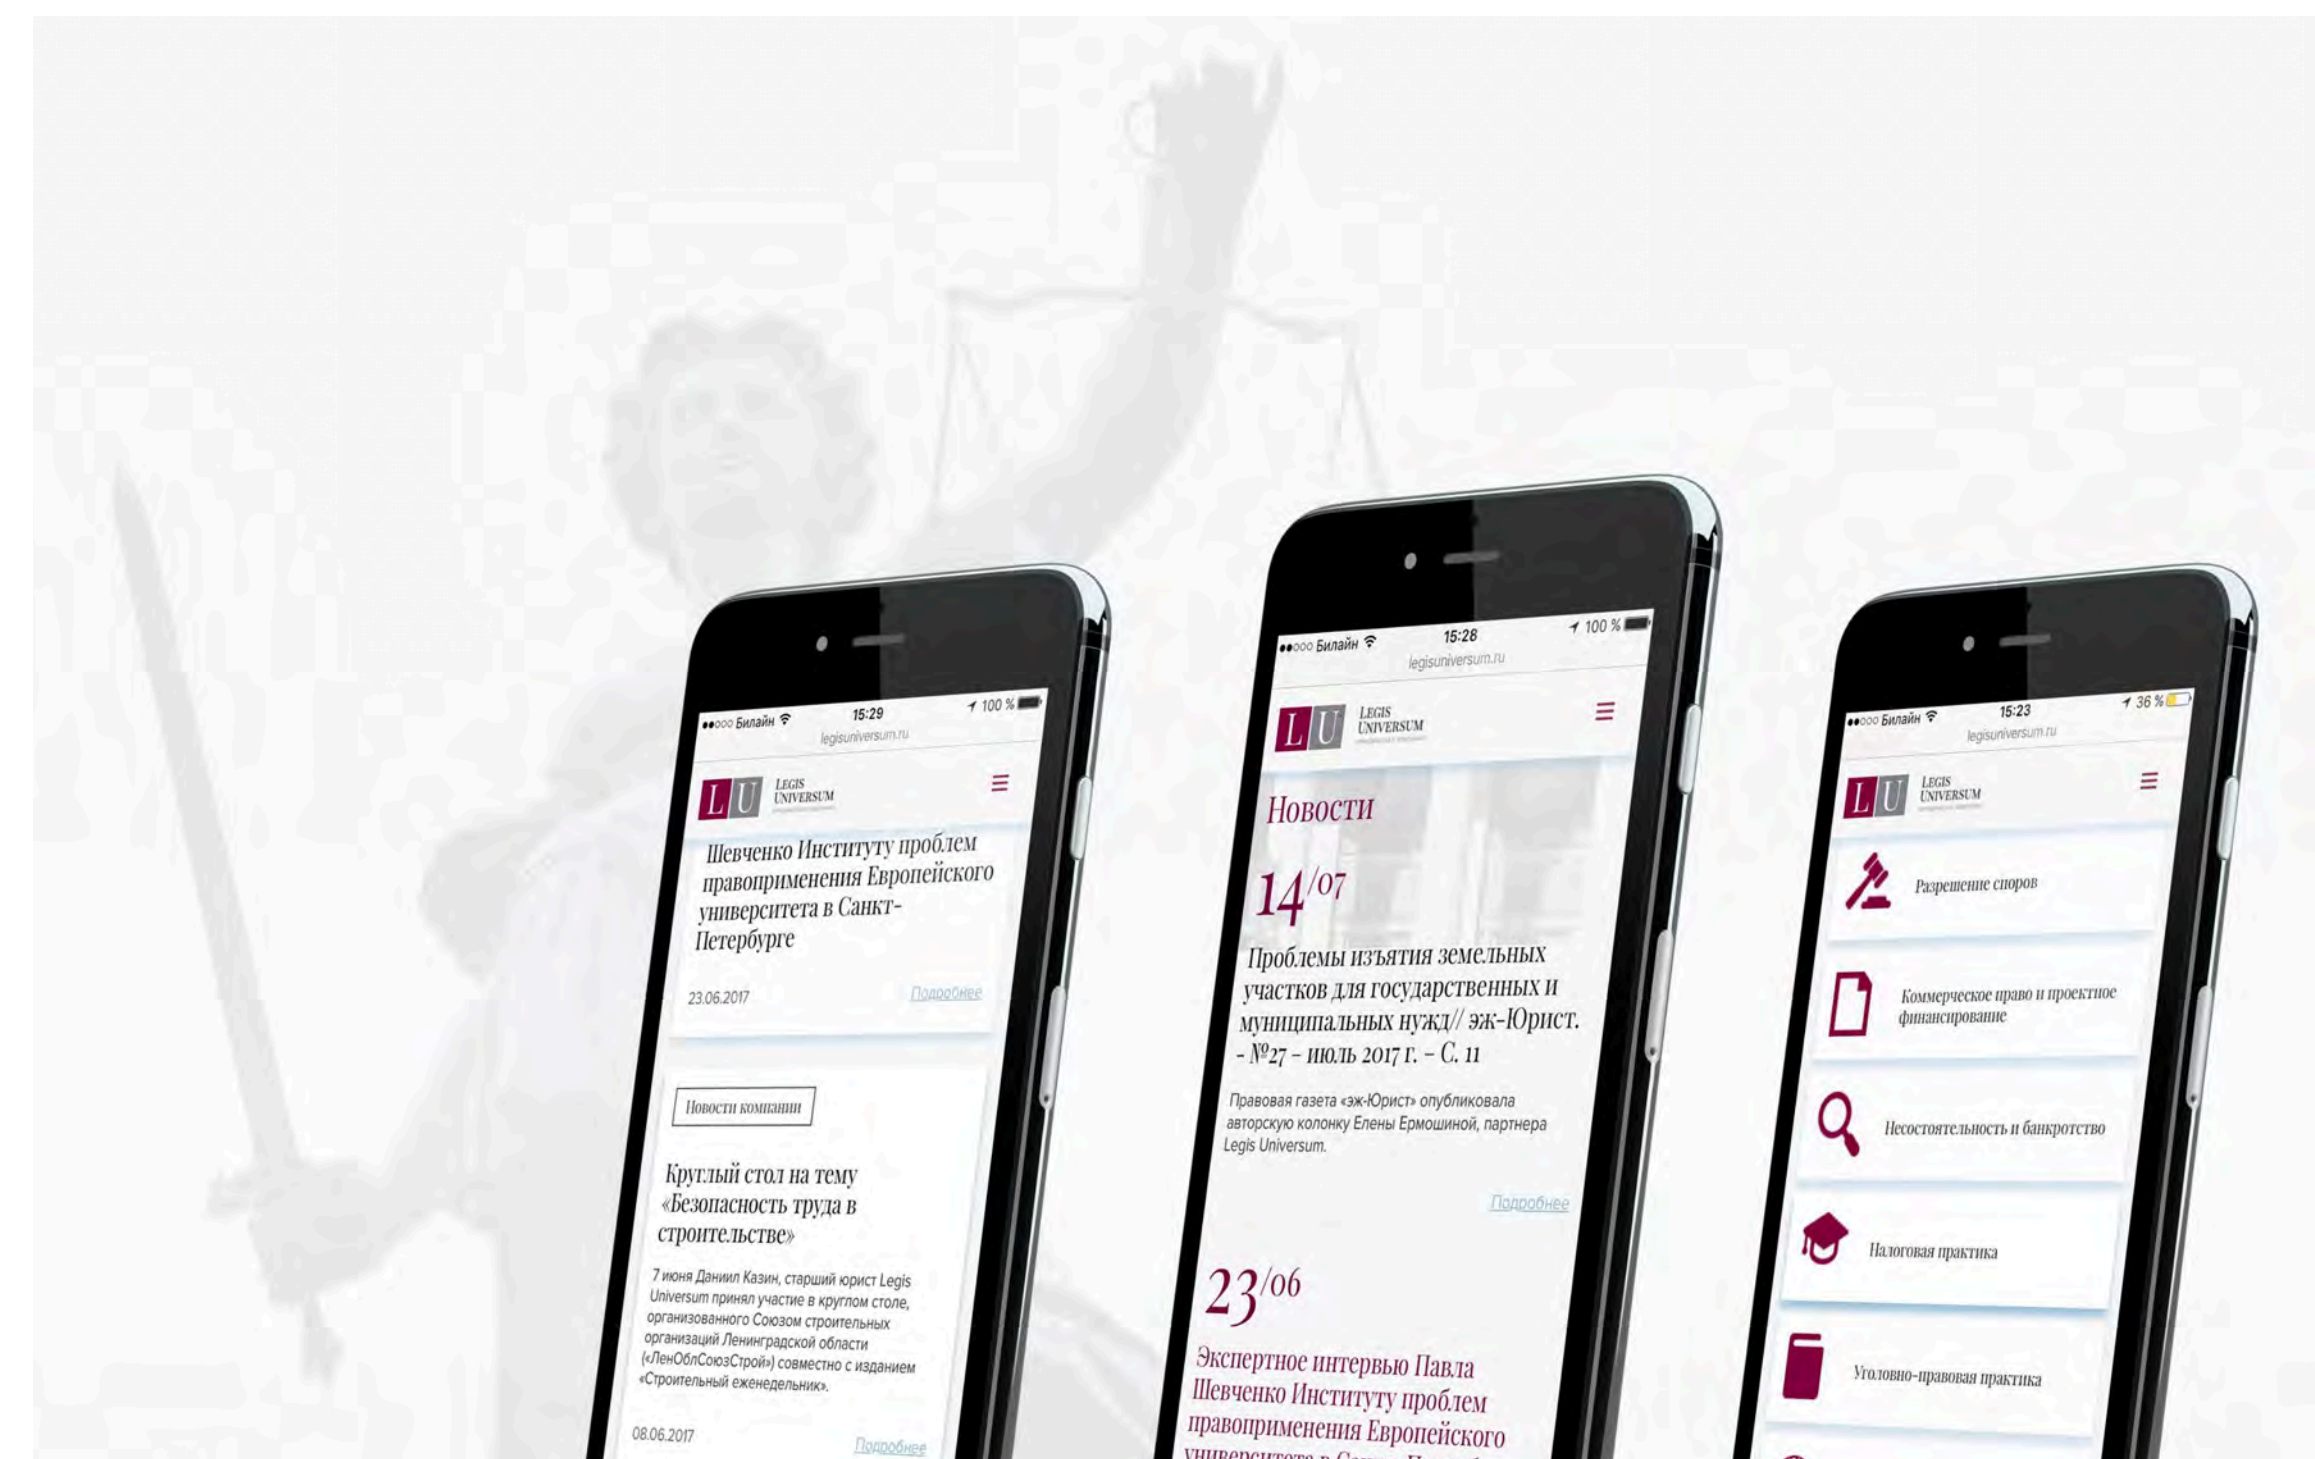 Билайн 15:29 100 %
legisuniversum.ru
LU
LEGIS
UNIVERSUM
Шевченко Институту проблем
правоприменения Европейского
университета в Санкт-
Петербурге
23.06.2017 Подробнее
Новости компании
Круглый стол на тему
«Безопасность труда в
строительстве»
7 июня Даниил Казин, старший юрист Legis
Universum принял участие в круглом столе,
организованного Союзом строительных
организаций Ленинградской области
(«ЛенОблСоюзСтрой») совместно с изданием
«Строительный еженедельник».
08.06.2017 Подробнее
Билайн 15:28 100 %
legisuniversum.ru
LU
LEGIS
UNIVERSUM
Новости
14/07
Проблемы изъятия земельных
участков для государственных и
муниципальных нужд// эж-Юрист.
- №27 – июль 2017 г. – С. 11
Правовая газета «эж-Юрист» опубликовала
авторскую колонку Елены Ермошиной, партнера
Legis Universum.
Подробнее
23/06
Экспертное интервью Павла
Шевченко Институту проблем
правоприменения Европейского
университета в
Билайн 15:23 36 %
legisuniversum.ru
LU
LEGIS
UNIVERSUM
Разрешение споров
Коммерческое право и проектное
финансирование
Несостоятельность и банкротство
Налоговая практика
Уголовно-правовая практика